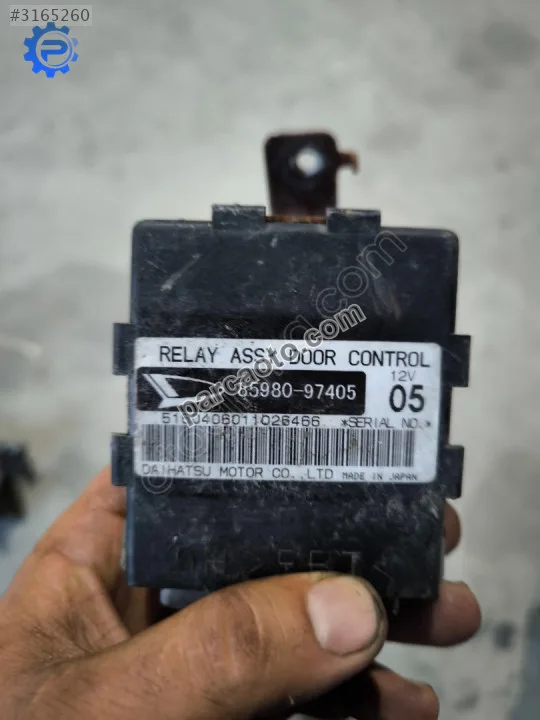 #3165260
RELAY ASSY DOOR CONTROL
85980-97405
12V
05
*SERIAL NO.*
DAIHATSU MOTOR CO.,LTD MADE IN JAPAN
parcaoto.com